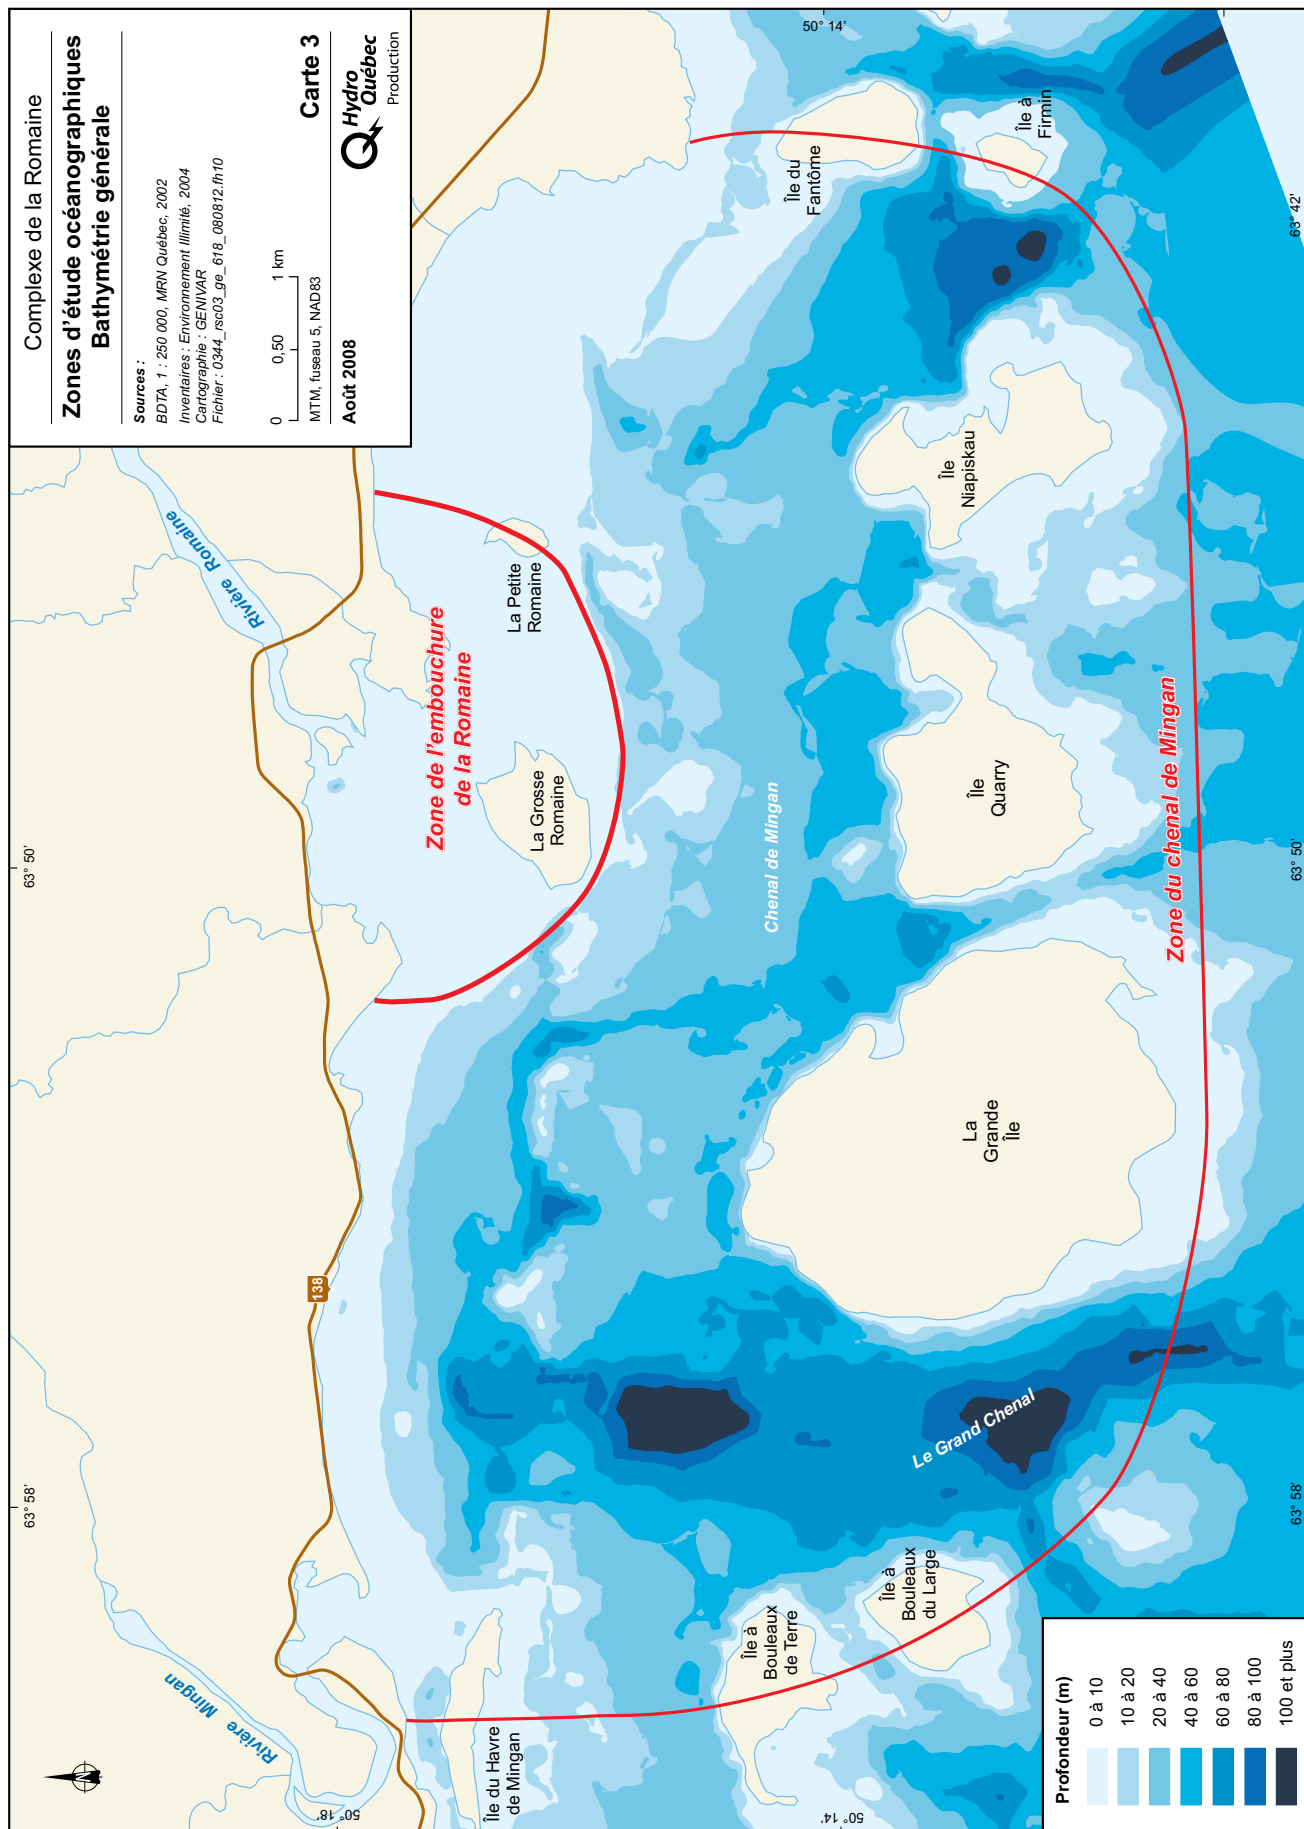 Complexe de la Romaine
Zones d'étude océanographiques
Bathymétrie générale
Sources :
BDTA, 1 : 250 000, MRN Québec, 2002
Inventaires : Environnement Illimité, 2004
Cartographie : GENIVAR
Fichier : 0344_rsc03_ge_618_080812.fh10
0 0,50 1 km
MTM, fuseau 5, NAD83
Août 2008
Carte 3
Hydro
Québec
Production
63° 58'
63° 50'
50° 18'
50° 14'
50° 14'
63° 58'
63° 50'
63° 42'
N
Rivière Mingan
Rivière Romaine
138
Zone de l'embouchure
de la Romaine
La Grosse
Romaine
La Petite
Romaine
Île du Havre
de Mingan
Île à
Bouleaux
de Terre
Île à
Bouleaux
du Large
Le Grand Chenal
Chenal de Mingan
La
Grande
Île
Île
Quarry
Île
Niapiskau
Île du
Fantôme
Île à
Firmin
Zone du chenal de Mingan
Profondeur (m)
0 à 10
10 à 20
20 à 40
40 à 60
60 à 80
80 à 100
100 et plus